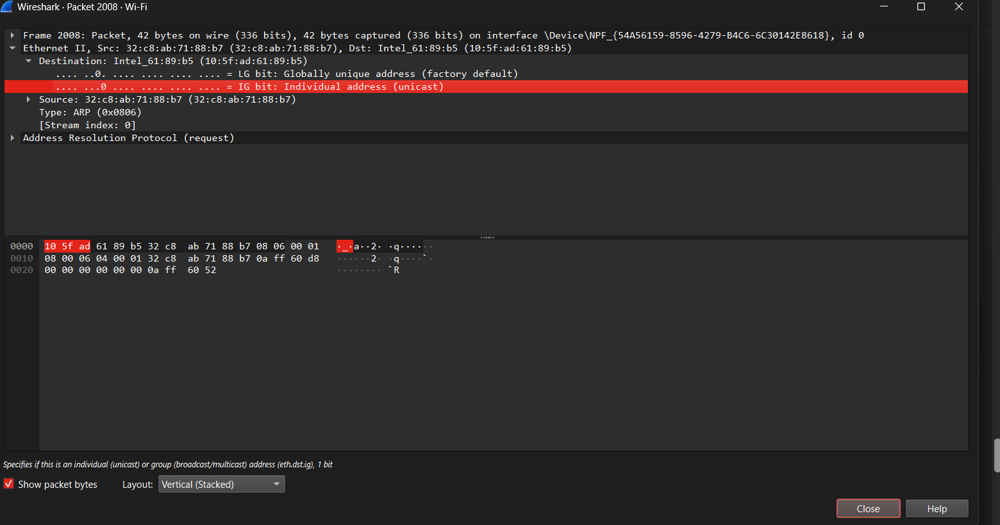 Wireshark · Packet 2008 · Wi-Fi
Frame 2008: Packet, 42 bytes on wire (336 bits), 42 bytes captured (336 bits) on interface \Device\NPF_{54A56159-8596-4279-B4C6-6C30142E8618}, id 0
Ethernet II, Src: 32:c8:ab:71:88:b7 (32:c8:ab:71:88:b7), Dst: Intel_61:89:b5 (10:5f:ad:61:89:b5)
Destination: Intel_61:89:b5 (10:5f:ad:61:89:b5)
.... ..0. .... .... .... .... = LG bit: Globally unique address (factory default)
.... ...0 .... .... .... .... = IG bit: Individual address (unicast)
Source: 32:c8:ab:71:88:b7 (32:c8:ab:71:88:b7)
Type: ARP (0x0806)
[Stream index: 0]
Address Resolution Protocol (request)
0000 10 5f ad 61 89 b5 32 c8 ab 71 88 b7 08 06 00 01 ·_·a··2· ·q······
0010 08 00 06 04 00 01 32 c8 ab 71 88 b7 0a ff 60 d8 ······2· ·q····`·
0020 00 00 00 00 00 00 0a ff 60 52 ········ `R
Specifies if this is an individual (unicast) or group (broadcast/multicast) address (eth.dst.ig), 1 bit
Show packet bytes Layout: Vertical (Stacked)
Close Help